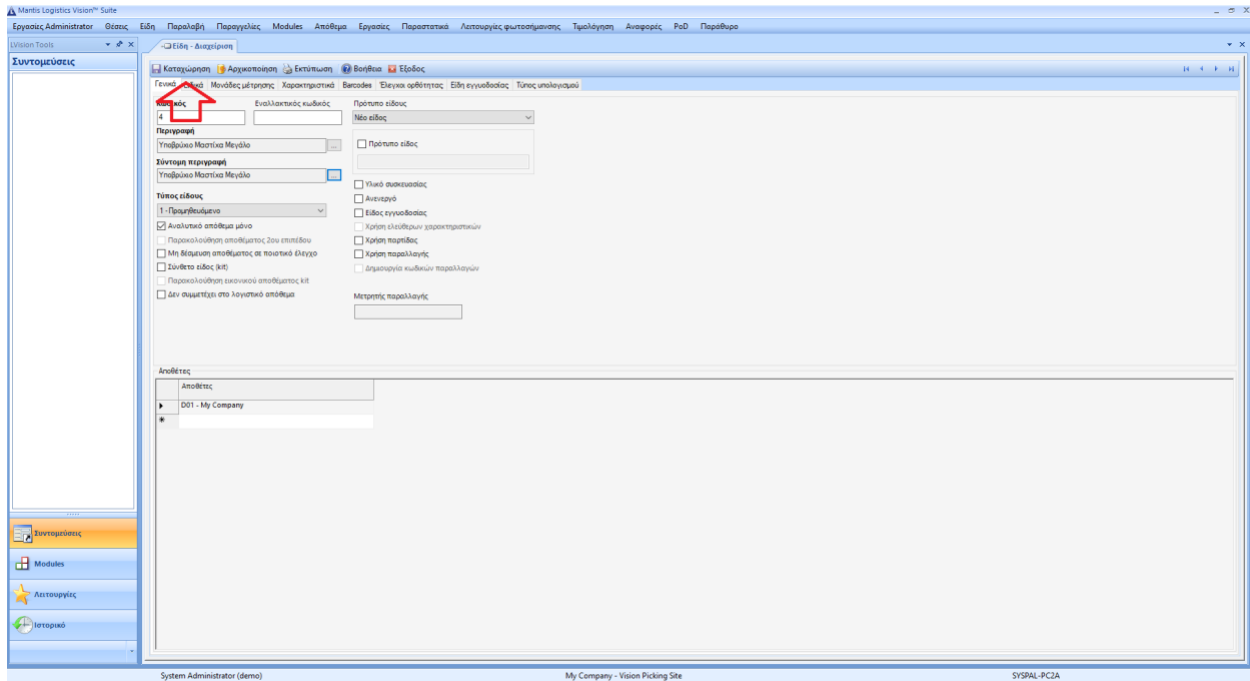 Mantis Logistics Vision™ Suite
Εργασίες Administrator Θέσεις Είδη Παραλαβή Παραγγελίες Modules Απόθεμα Εργασίες Παραστατικά Λειτουργίες φωτοσήμανσης Τιμολόγηση Αναφορές PoD Παράθυρο
LVision Tools
Είδη - Διαχείριση
Συντομεύσεις
Καταχώρηση Αρχικοποίηση Εκτύπωση Βοήθεια Έξοδος
Γενικά Μονάδες μέτρησης Χαρακτηριστικά Barcodes Έλεγχοι ορθότητας Είδη εγγυοδοσίας Τύπος υπολογισμού
Κωδικός Εναλλακτικός κωδικός Πρότυπο είδους
4 Νέο είδος
Περιγραφή
Υποβρύχιο Μαστίχα Μεγάλο ... Πρότυπο είδος
Σύντομη περιγραφή
Υποβρύχιο Μαστίχα Μεγάλο ...
Υλικό συσκευασίας
Τύπος είδους Ανενεργό
1 - Προμηθευόμενο Είδος εγγυοδοσίας
Αναλυτικό απόθεμα μόνο Χρήση ελεύθερων χαρακτηριστικών
Παρακολούθηση αποθέματος 2ου επιπέδου Χρήση παρτίδας
Μη δέσμευση αποθέματος σε ποιοτικό έλεγχο Χρήση παραλλαγής
Σύνθετο είδος (kit) Δημιουργία κωδικών παραλλαγών
Παρακολούθηση εικονικού αποθέματος kit
Δεν συμμετέχει στο λογιστικό απόθεμα Μετρητής παραλλαγής
Αποθέτες
Αποθέτες
D01 - My Company
Συντομεύσεις
Modules
Λειτουργίες
Ιστορικό
System Administrator (demo) My Company - Vision Picking Site SYSPAL-PC2A